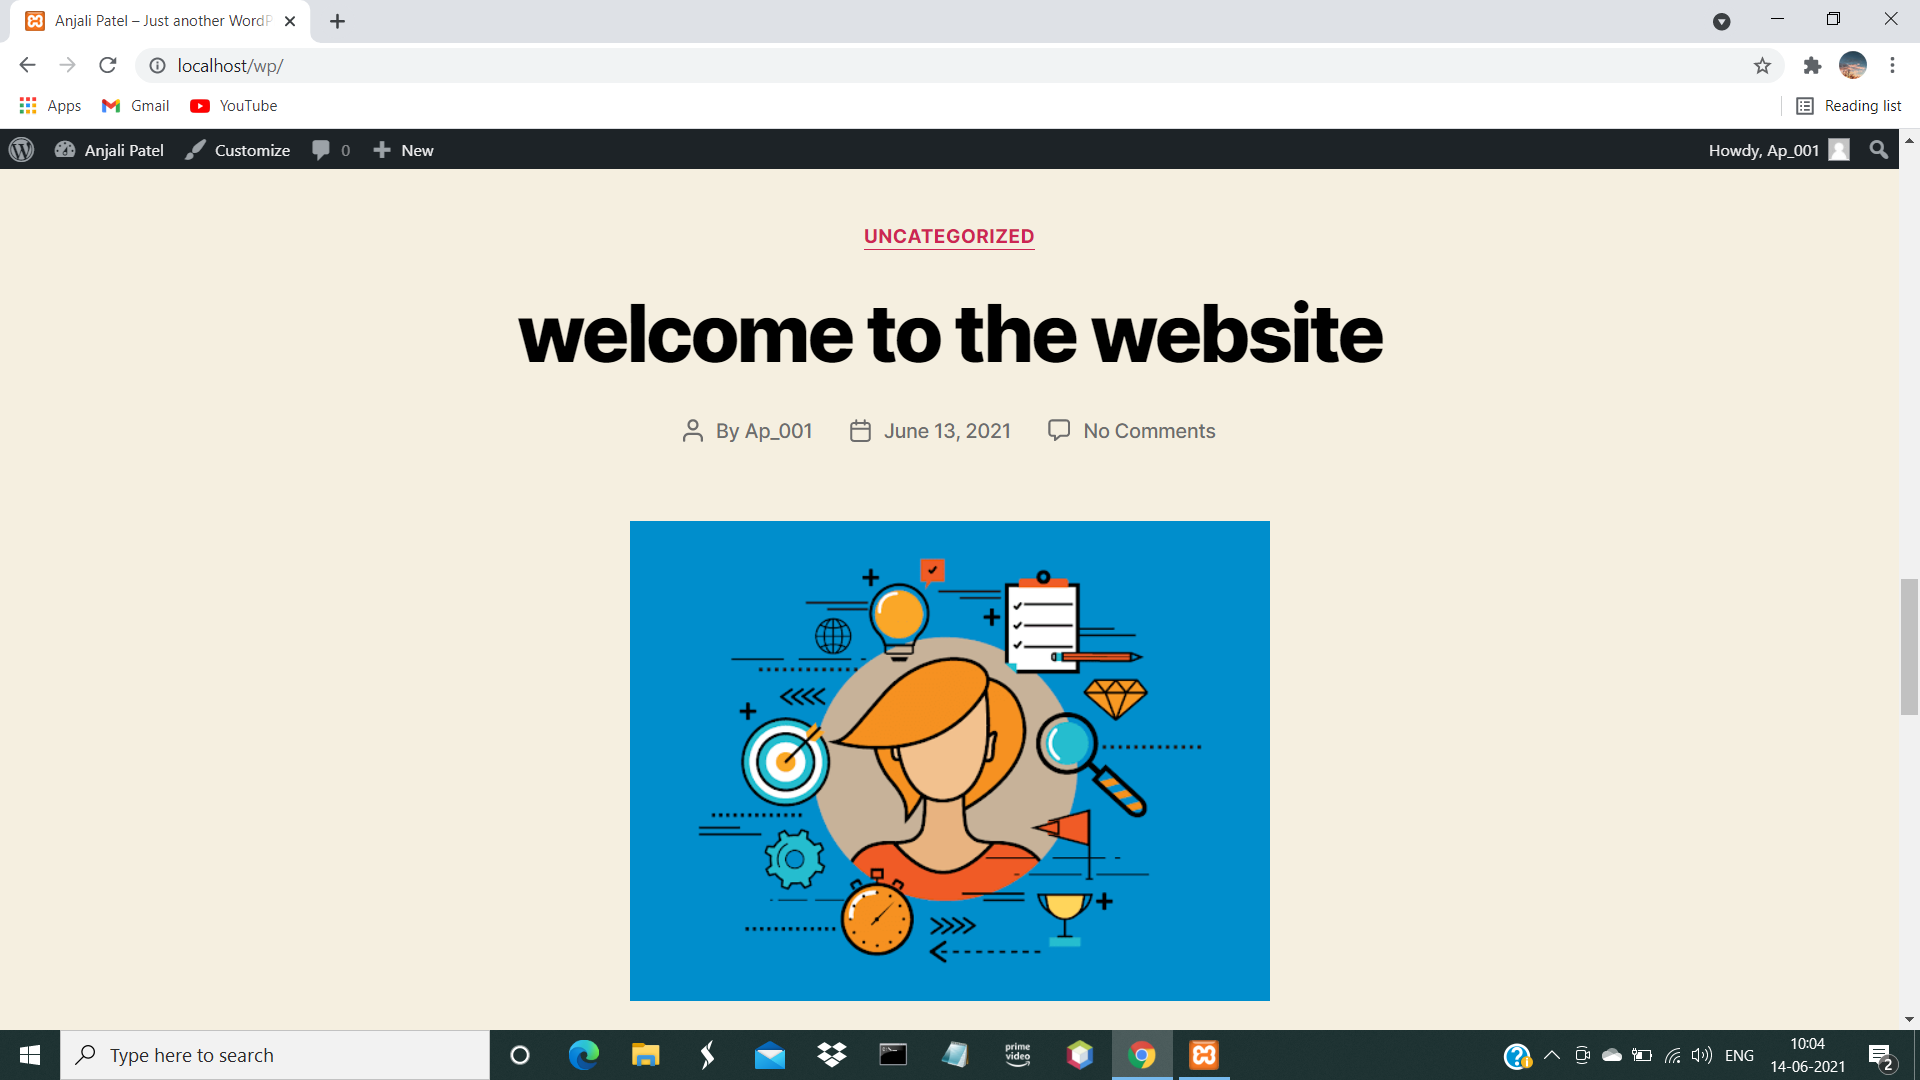 Anjali Patel – Just another WordP
localhost/wp/
Apps Gmail YouTube Reading list
Anjali Patel Customize 0 New Howdy, Ap_001
UNCATEGORIZED
welcome to the website
By Ap_001 June 13, 2021 No Comments
Type here to search
prime
video
ENG
10:04
14-06-2021
2